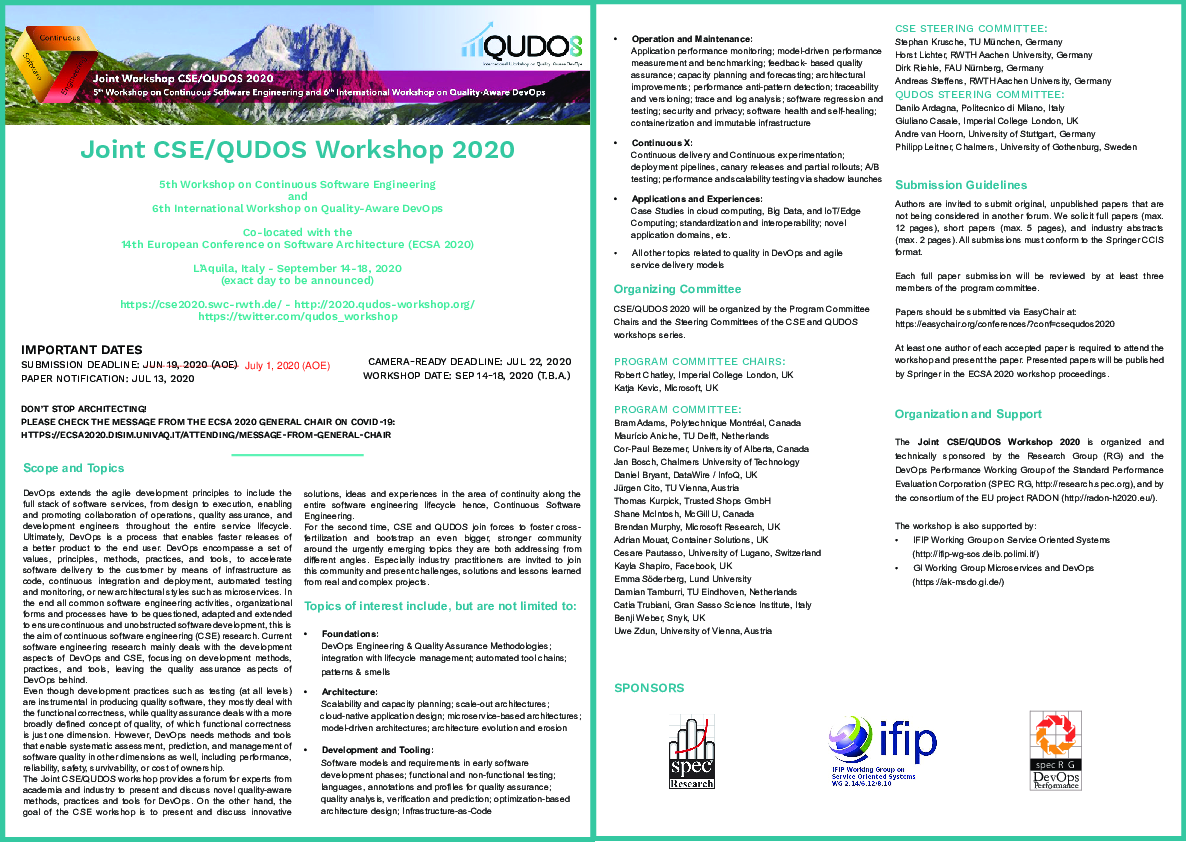 Continuous
Software
Engineering
QUDOS
International Workshop on Quality-Aware DevOps
Joint Workshop CSE/QUDOS 2020
5th Workshop on Continuous Software Engineering and 6th International Workshop on Quality-Aware DevOps
Joint CSE/QUDOS Workshop 2020
5th Workshop on Continuous Software Engineering
and
6th International Workshop on Quality-Aware DevOps
Co-located with the
14th European Conference on Software Architecture (ECSA 2020)
L'Aquila, Italy - September 14-18, 2020
(exact day to be announced)
https://cse2020.swc-rwth.de/ - http://2020.qudos-workshop.org/
https://twitter.com/qudos_workshop
IMPORTANT DATES
SUBMISSION DEADLINE: JUN 19, 2020 (AOE) July 1, 2020 (AOE)
PAPER NOTIFICATION: JUL 13, 2020
CAMERA-READY DEADLINE: JUL 22, 2020
WORKSHOP DATE: SEP 14-18, 2020 (T.B.A.)
DON'T STOP ARCHITECTING!
PLEASE CHECK THE MESSAGE FROM THE ECSA 2020 GENERAL CHAIR ON COVID-19:
HTTPS://ECSA2020.DISIM.UNIVAQ.IT/ATTENDING/MESSAGE-FROM-GENERAL-CHAIR
Scope and Topics
DevOps extends the agile development principles to include the
full stack of software services, from design to execution, enabling
and promoting collaboration of operations, quality assurance, and
development engineers throughout the entire service lifecycle.
Ultimately, DevOps is a process that enables faster releases of
a better product to the end user. DevOps encompasse a set of
values, principles, methods, practices, and tools, to accelerate
software delivery to the customer by means of infrastructure as
code, continuous integration and deployment, automated testing
and monitoring, or new architectural styles such as microservices. In
the end all common software engineering activities, organizational
forms and processes have to be questioned, adapted and extended
to ensure continuous and unobstructed software development, this is
the aim of continuous software engineering (CSE) research. Current
software engineering research mainly deals with the development
aspects of DevOps and CSE, focusing on development methods,
practices, and tools, leaving the quality assurance aspects of
DevOps behind.
Even though development practices such as testing (at all levels)
are instrumental in producing quality software, they mostly deal with
the functional correctness, while quality assurance deals with a more
broadly defined concept of quality, of which functional correctness
is just one dimension. However, DevOps needs methods and tools
that enable systematic assessment, prediction, and management of
software quality in other dimensions as well, including performance,
reliability, safety, survivability, or cost of ownership.
The Joint CSE/QUDOS workshop provides a forum for experts from
academia and industry to present and discuss novel quality-aware
methods, practices and tools for DevOps. On the other hand, the
goal of the CSE workshop is to present and discuss innovative
solutions, ideas and experiences in the area of continuity along the
entire software engineering lifecycle hence, Continuous Software
Engineering.
For the second time, CSE and QUDOS join forces to foster cross-
fertilization and bootstrap an even bigger, stronger community
around the urgently emerging topics they are both addressing from
different angles. Especially industry practitioners are invited to join
this community and present challenges, solutions and lessons learned
from real and complex projects.
Topics of interest include, but are not limited to:
• Foundations:
DevOps Engineering & Quality Assurance Methodologies;
integration with lifecycle management; automated tool chains;
patterns & smells
• Architecture:
Scalability and capacity planning; scale-out architectures;
cloud-native application design; microservice-based architectures;
model-driven architectures; architecture evolution and erosion
• Development and Tooling:
Software models and requirements in early software
development phases; functional and non-functional testing;
languages, annotations and profiles for quality assurance;
quality analysis, verification and prediction; optimization-based
architecture design; Infrastructure-as-Code
• Operation and Maintenance:
Application performance monitoring; model-driven performance
measurement and benchmarking; feedback- based quality
assurance; capacity planning and forecasting; architectural
improvements; performance anti-pattern detection; traceability
and versioning; trace and log analysis; software regression and
testing; security and privacy; software health and self-healing;
containerization and immutable infrastructure
• Continuous X:
Continuous delivery and Continuous experimentation;
deployment pipelines, canary releases and partial rollouts; A/B
testing; performance and scalability testing via shadow launches
• Applications and Experiences:
Case Studies in cloud computing, Big Data, and IoT/Edge
Computing; standardization and interoperability; novel
application domains, etc.
• All other topics related to quality in DevOps and agile
service delivery models
Organizing Committee
CSE/QUDOS 2020 will be organized by the Program Committee
Chairs and the Steering Committees of the CSE and QUDOS
workshops series.
PROGRAM COMMITTEE CHAIRS:
Robert Chatley, Imperial College London, UK
Katja Kevic, Microsoft, UK
PROGRAM COMMITTEE:
Bram Adams, Polytechnique Montréal, Canada
Maurício Aniche, TU Delft, Netherlands
Cor-Paul Bezemer, University of Alberta, Canada
Jan Bosch, Chalmers University of Technology
Daniel Bryant, DataWire / InfoQ, UK
Jürgen Cito, TU Vienna, Austria
Thomas Kurpick, Trusted Shops GmbH
Shane McIntosh, McGill U, Canada
Brendan Murphy, Microsoft Research, UK
Adrian Mouat, Container Solutions, UK
Cesare Pautasso, University of Lugano, Switzerland
Kayla Shapiro, Facebook, UK
Emma Söderberg, Lund University
Damian Tamburri, TU Eindhoven, Netherlands
Catia Trubiani, Gran Sasso Science Institute, Italy
Benji Weber, Snyk, UK
Uwe Zdun, University of Vienna, Austria
CSE STEERING COMMITTEE:
Stephan Krusche, TU München, Germany
Horst Lichter, RWTH Aachen University, Germany
Dirk Riehle, FAU Nürnberg, Germany
Andreas Steffens, RWTH Aachen University, Germany
QUDOS STEERING COMMITTEE:
Danilo Ardagna, Politecnico di Milano, Italy
Giuliano Casale, Imperial College London, UK
Andre van Hoorn, University of Stuttgart, Germany
Philipp Leitner, Chalmers, University of Gothenburg, Sweden
Submission Guidelines
Authors are invited to submit original, unpublished papers that are
not being considered in another forum. We solicit full papers (max.
12 pages), short papers (max. 5 pages), and industry abstracts
(max. 2 pages). All submissions must conform to the Springer CCIS
format.
Each full paper submission will be reviewed by at least three
members of the program committee.
Papers should be submitted via EasyChair at:
https://easychair.org/conferences/?conf=csequdos2020
At least one author of each accepted paper is required to attend the
workshop and present the paper. Presented papers will be published
by Springer in the ECSA 2020 workshop proceedings.
Organization and Support
The Joint CSE/QUDOS Workshop 2020 is organized and
technically sponsored by the Research Group (RG) and the
DevOps Performance Working Group of the Standard Performance
Evaluation Corporation (SPEC RG, http://research.spec.org), and by
the consortium of the EU project RADON (http://radon-h2020.eu/).
The workshop is also supported by:
• IFIP Working Group on Service Oriented Systems
(http://ifip-wg-sos.deib.polimi.it/)
• GI Working Group Microservices and DevOps
(https://ak-msdo.gi.de/)
SPONSORS
spec
Research
ifip
IFIP Working Group on
Service Oriented Systems
WG 2.14/6.12/8.10
spec RG
DevOps
Performance